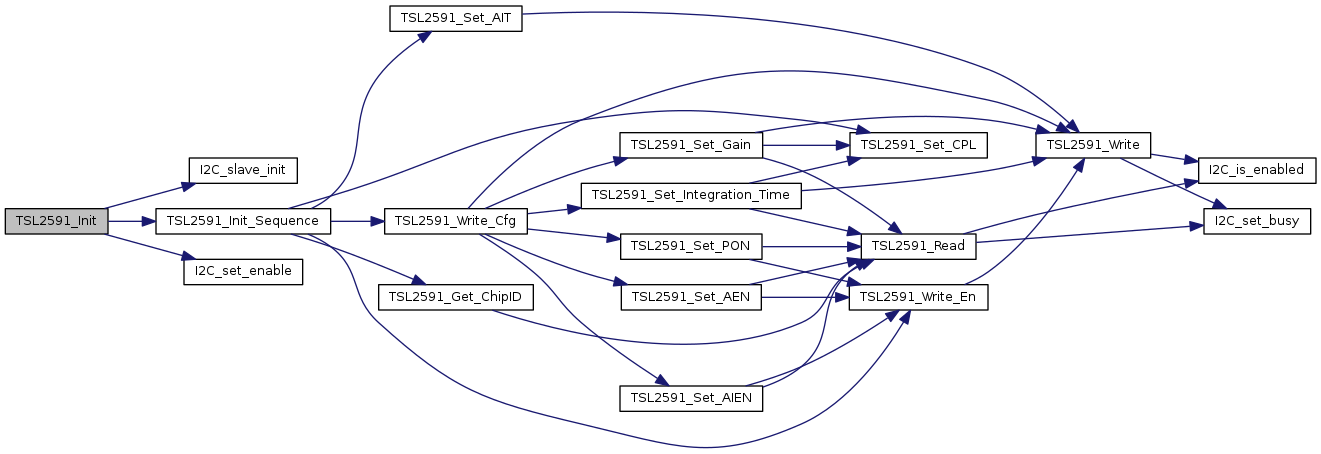 TSL2591_Set_AIT
TSL2591_Set_Gain
TSL2591_Set_CPL
TSL2591_Write
I2C_slave_init
I2C_is_enabled
TSL2591_Set_Integration_Time
TSL2591_Init
TSL2591_Init_Sequence
TSL2591_Write_Cfg
I2C_set_busy
TSL2591_Set_PON
TSL2591_Read
I2C_set_enable
TSL2591_Get_ChipID
TSL2591_Set_AEN
TSL2591_Write_En
TSL2591_Set_AIEN